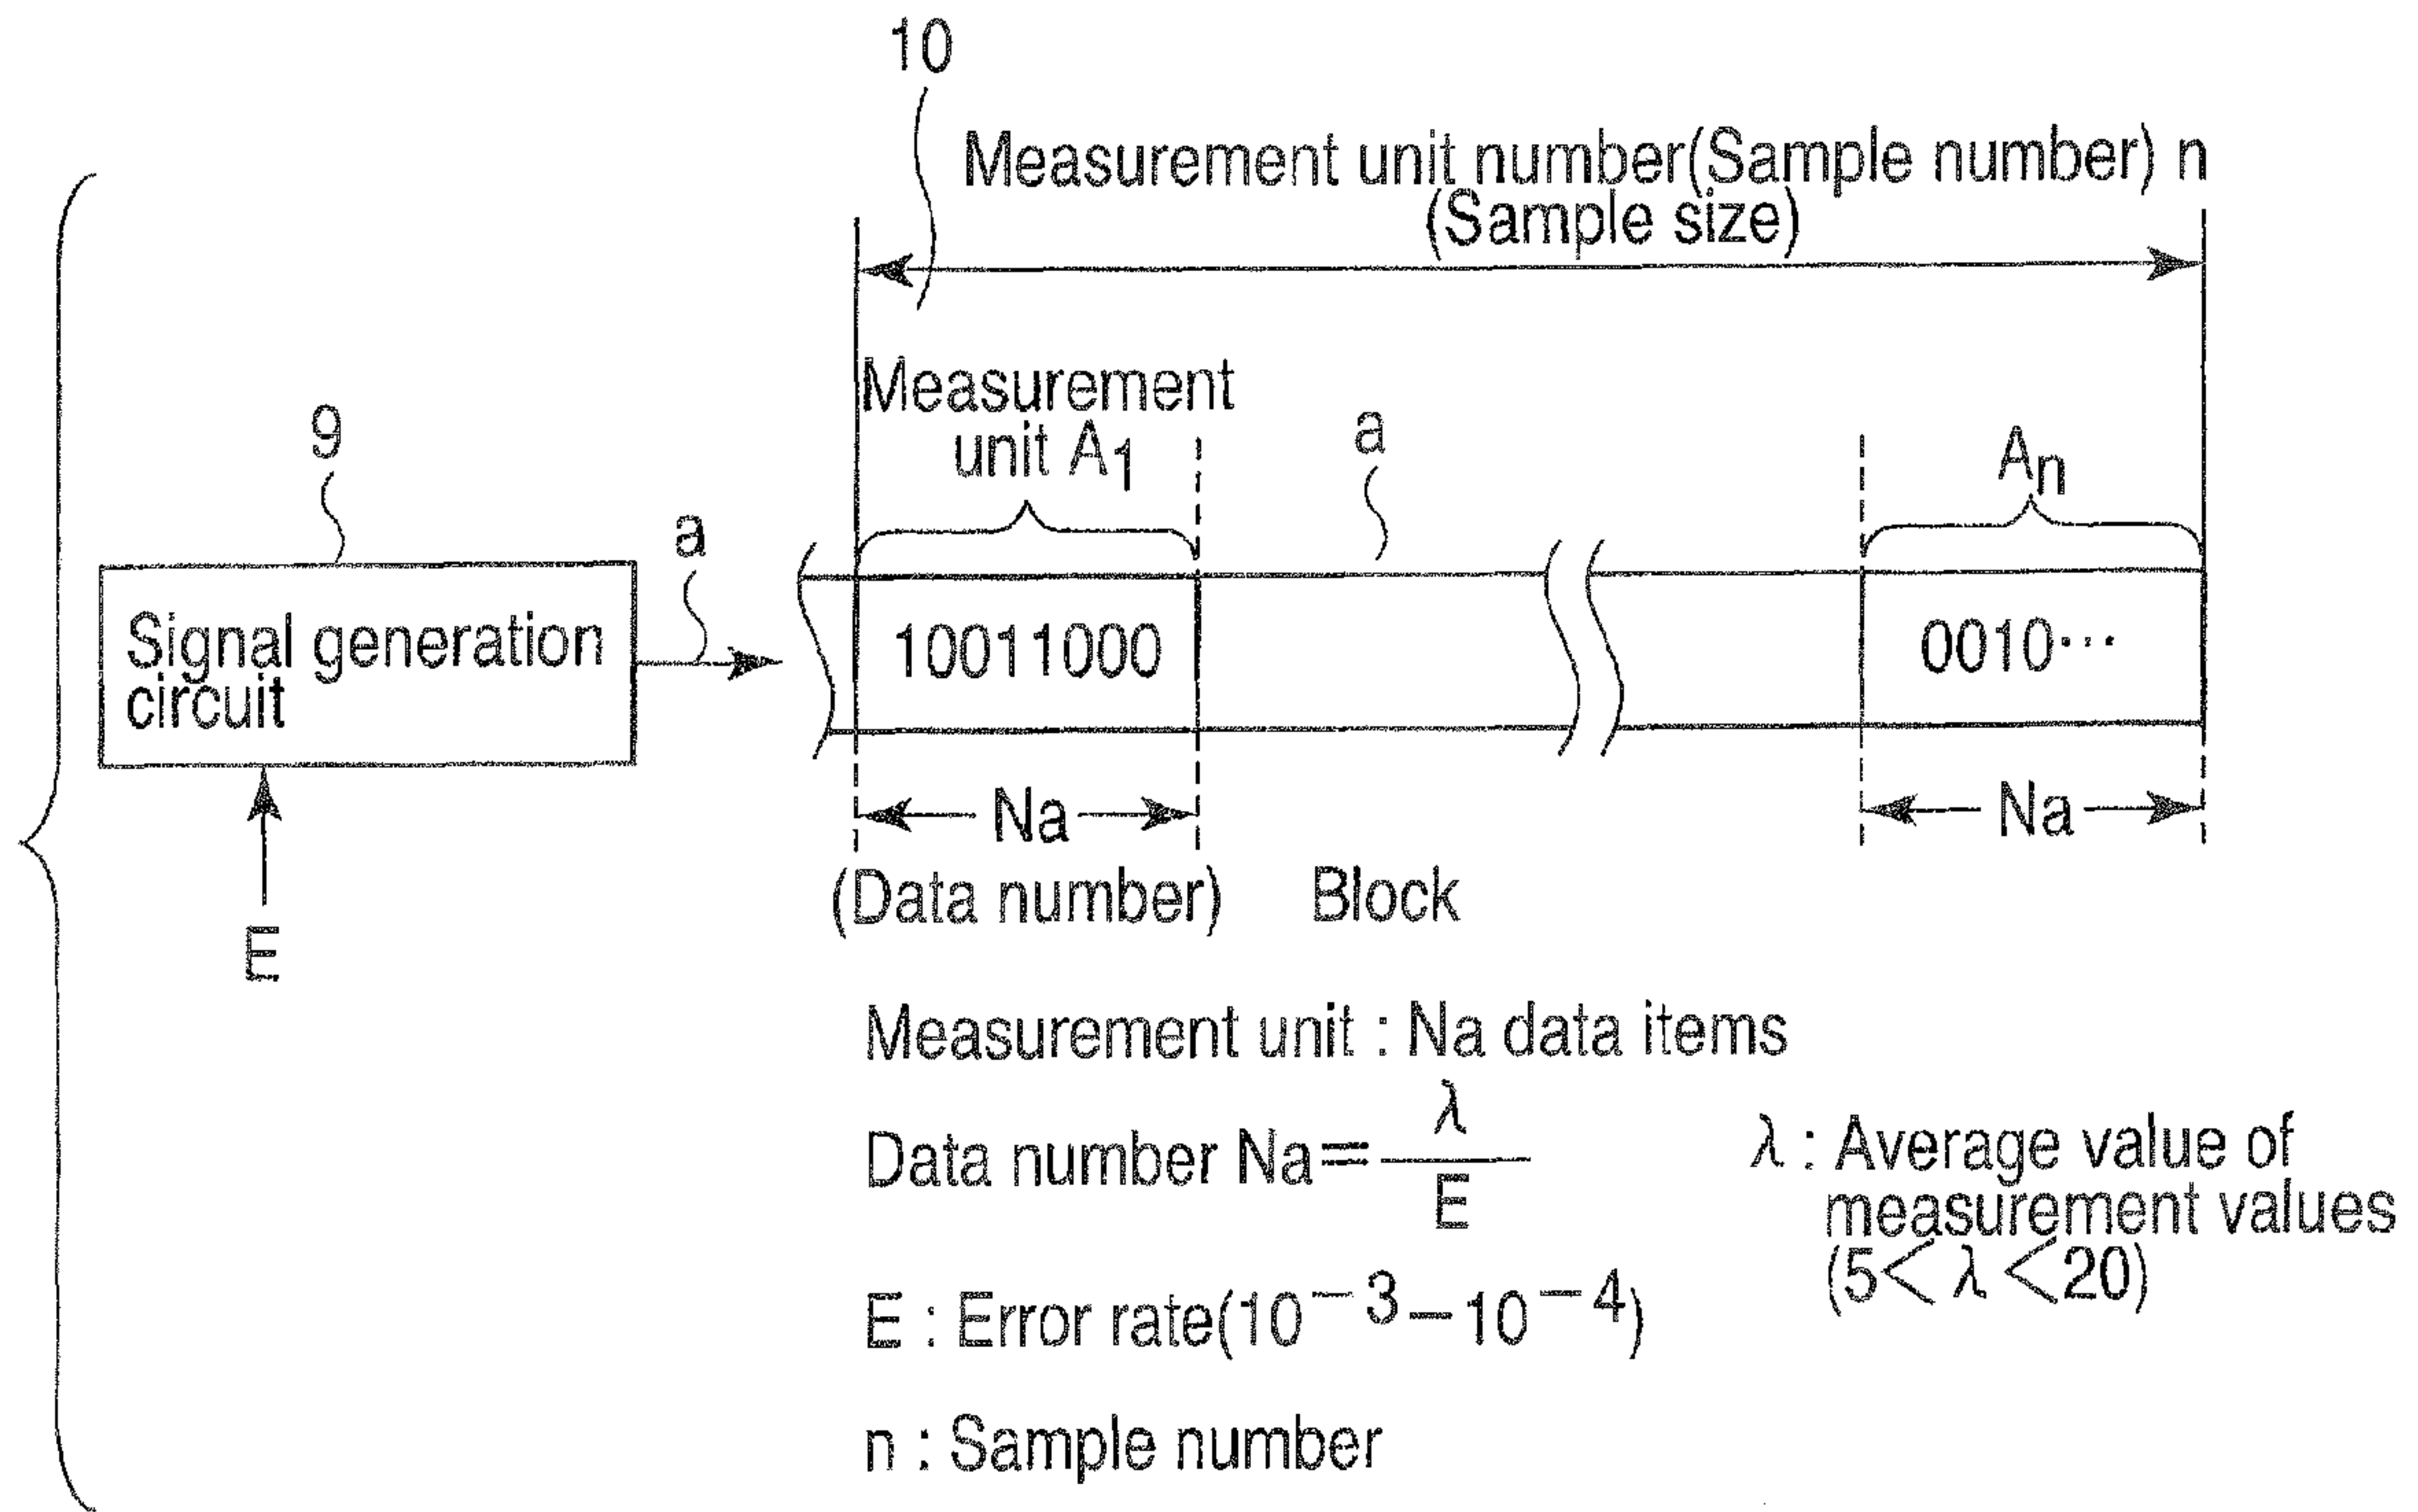 10
Measurement unit number(Sample number) n
(Sample size)
Measurement
unit A1
a
An
9
a
Signal generation
circuit
10011000
0010···
E
Na
Na
(Data number)
Block
Measurement unit : Na data items
Data number Na=λ/E
λ : Average value of
measurement values
(5<λ<20)
E : Error rate(10⁻³–10⁻⁴)
n : Sample number